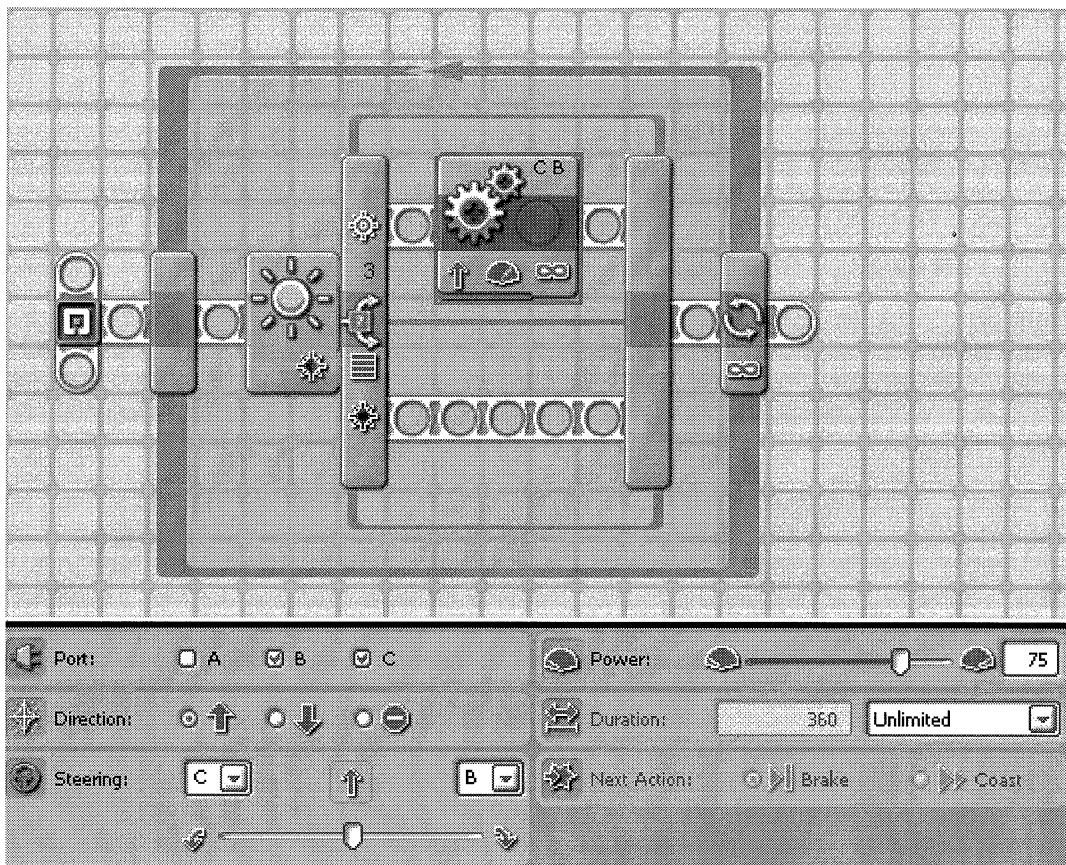 C B
3
Port: A B C Power: 75
Direction: Duration: 360 Unlimited
Steering: C B Next Action: Brake Coast